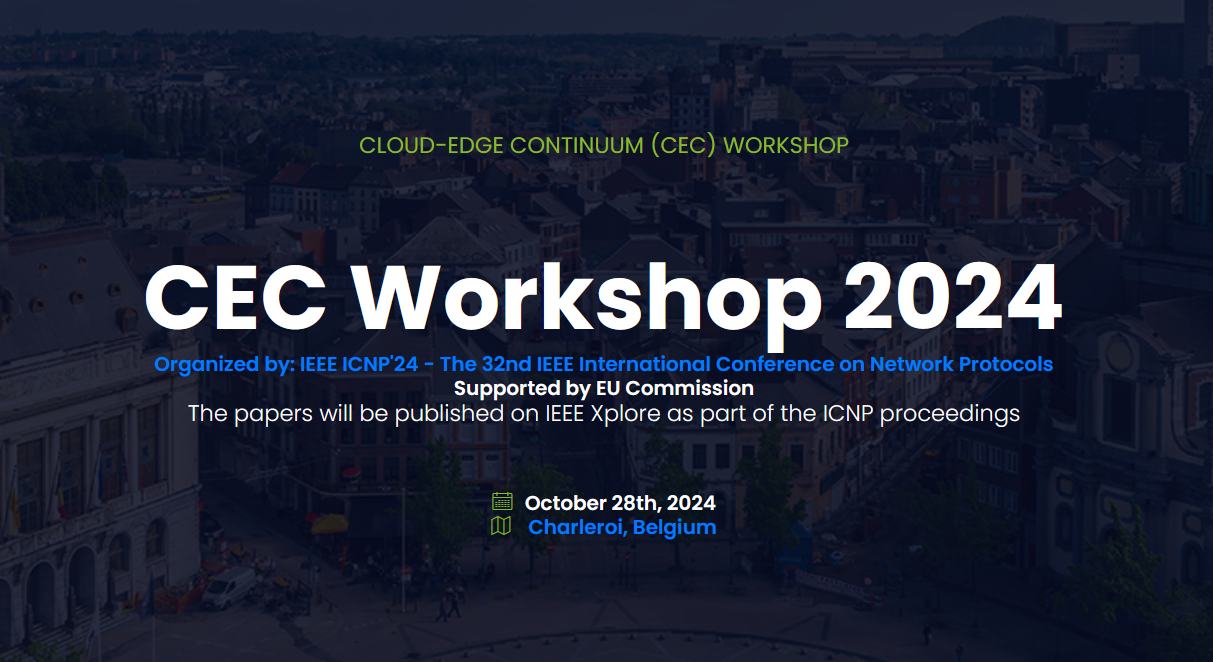 CLOUD-EDGE CONTINUUM (CEC) WORKSHOP
CEC Workshop 2024
Organized by: IEEE ICNP'24 - The 32nd IEEE International Conference on Network Protocols
Supported by EU Commission
The papers will be published on IEEE Xplore as part of the ICNP proceedings
October 28th, 2024
Charleroi, Belgium